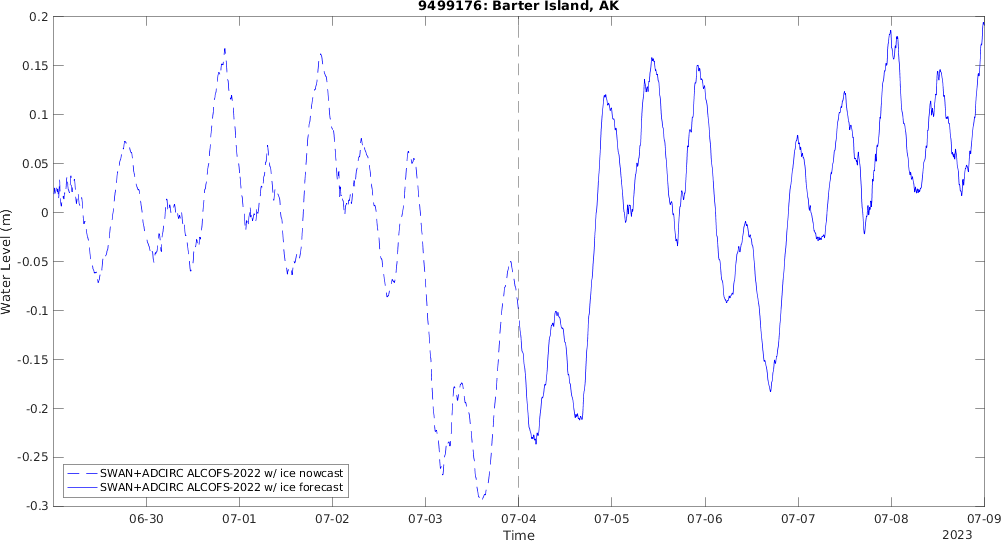 9499176: Barter Island, AK
0.2
0.15
0.1
0.05
0
-0.05
-0.1
-0.15
-0.2
-0.25
-0.3
Water Level (m)
SWAN+ADCIRC ALCOFS-2022 w/ ice nowcast
SWAN+ADCIRC ALCOFS-2022 w/ ice forecast
06-30 07-01 07-02 07-03 07-04 07-05 07-06 07-07 07-08 07-09
Time
2023